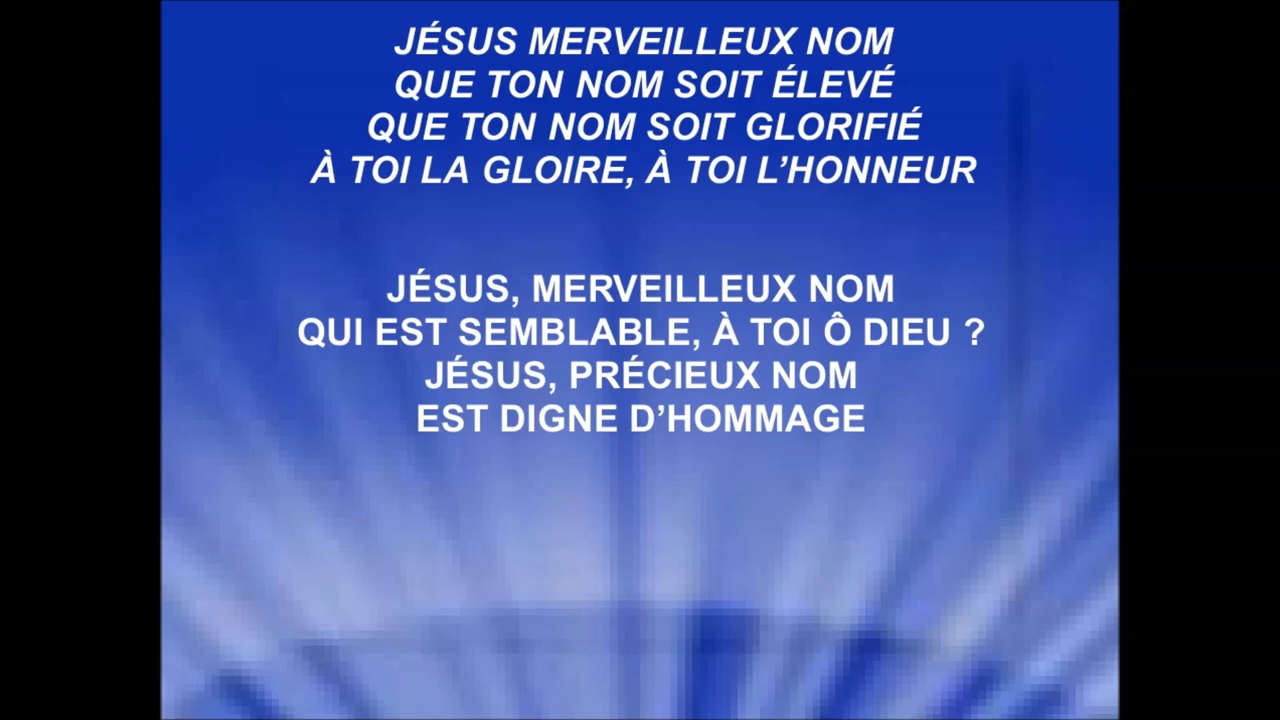 JÉSUS MERVEILLEUX NOM
QUE TON NOM SOIT ÉLEVÉ
QUE TON NOM SOIT GLORIFIÉ
À TOI LA GLOIRE, À TOI L’HONNEUR
JÉSUS, MERVEILLEUX NOM
QUI EST SEMBLABLE, À TOI Ô DIEU ?
JÉSUS, PRÉCIEUX NOM
EST DIGNE D’HOMMAGE